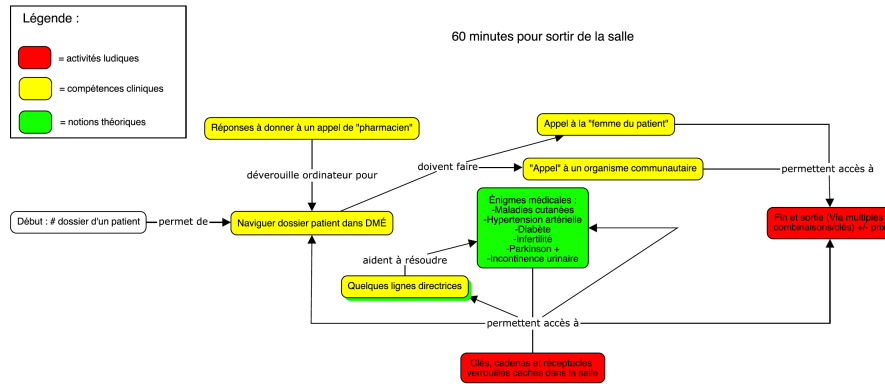 Légende :
= activités ludiques
= compétences cliniques
= notions théoriques
60 minutes pour sortir de la salle
Réponses à donner à un appel de "pharmacien"
Appel à la "femme du patient"
déverouille ordinateur pour
doivent faire
"Appel" à un organisme communautaire
permettent accès à
Début : # dossier d'un patient
permet de
Naviguer dossier patient dans DMÉ
Énigmes médicales :
-Maladies cutanées
-Hypertension artérielle
-Diabète
-Infertilité
-Parkinson +
-Incontinence urinaire
Fin et sortie (Via multiples
combinaisons/clés) +/- prix
aident à résoudre
Quelques lignes directrices
permettent accès à
Clés, cadenas et réceptacles
verrouillés cachés dans la salle